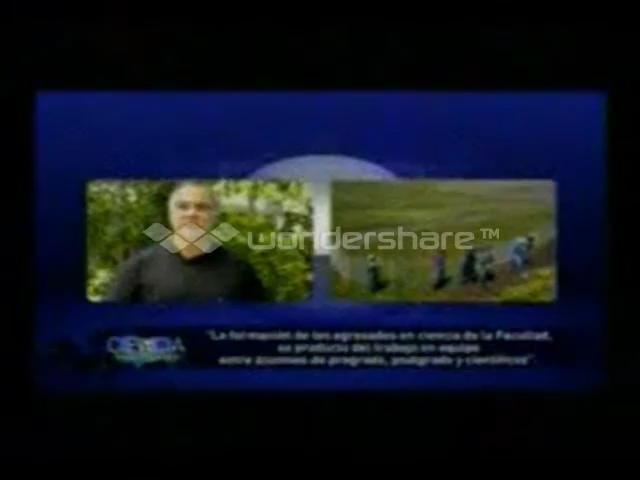 wondershare™
CIENCIA
"La formación de los egresados en ciencia de la Facultad,
es producto del trabajo en equipo
entre alumnos de pregrado, postgrado y científicos".